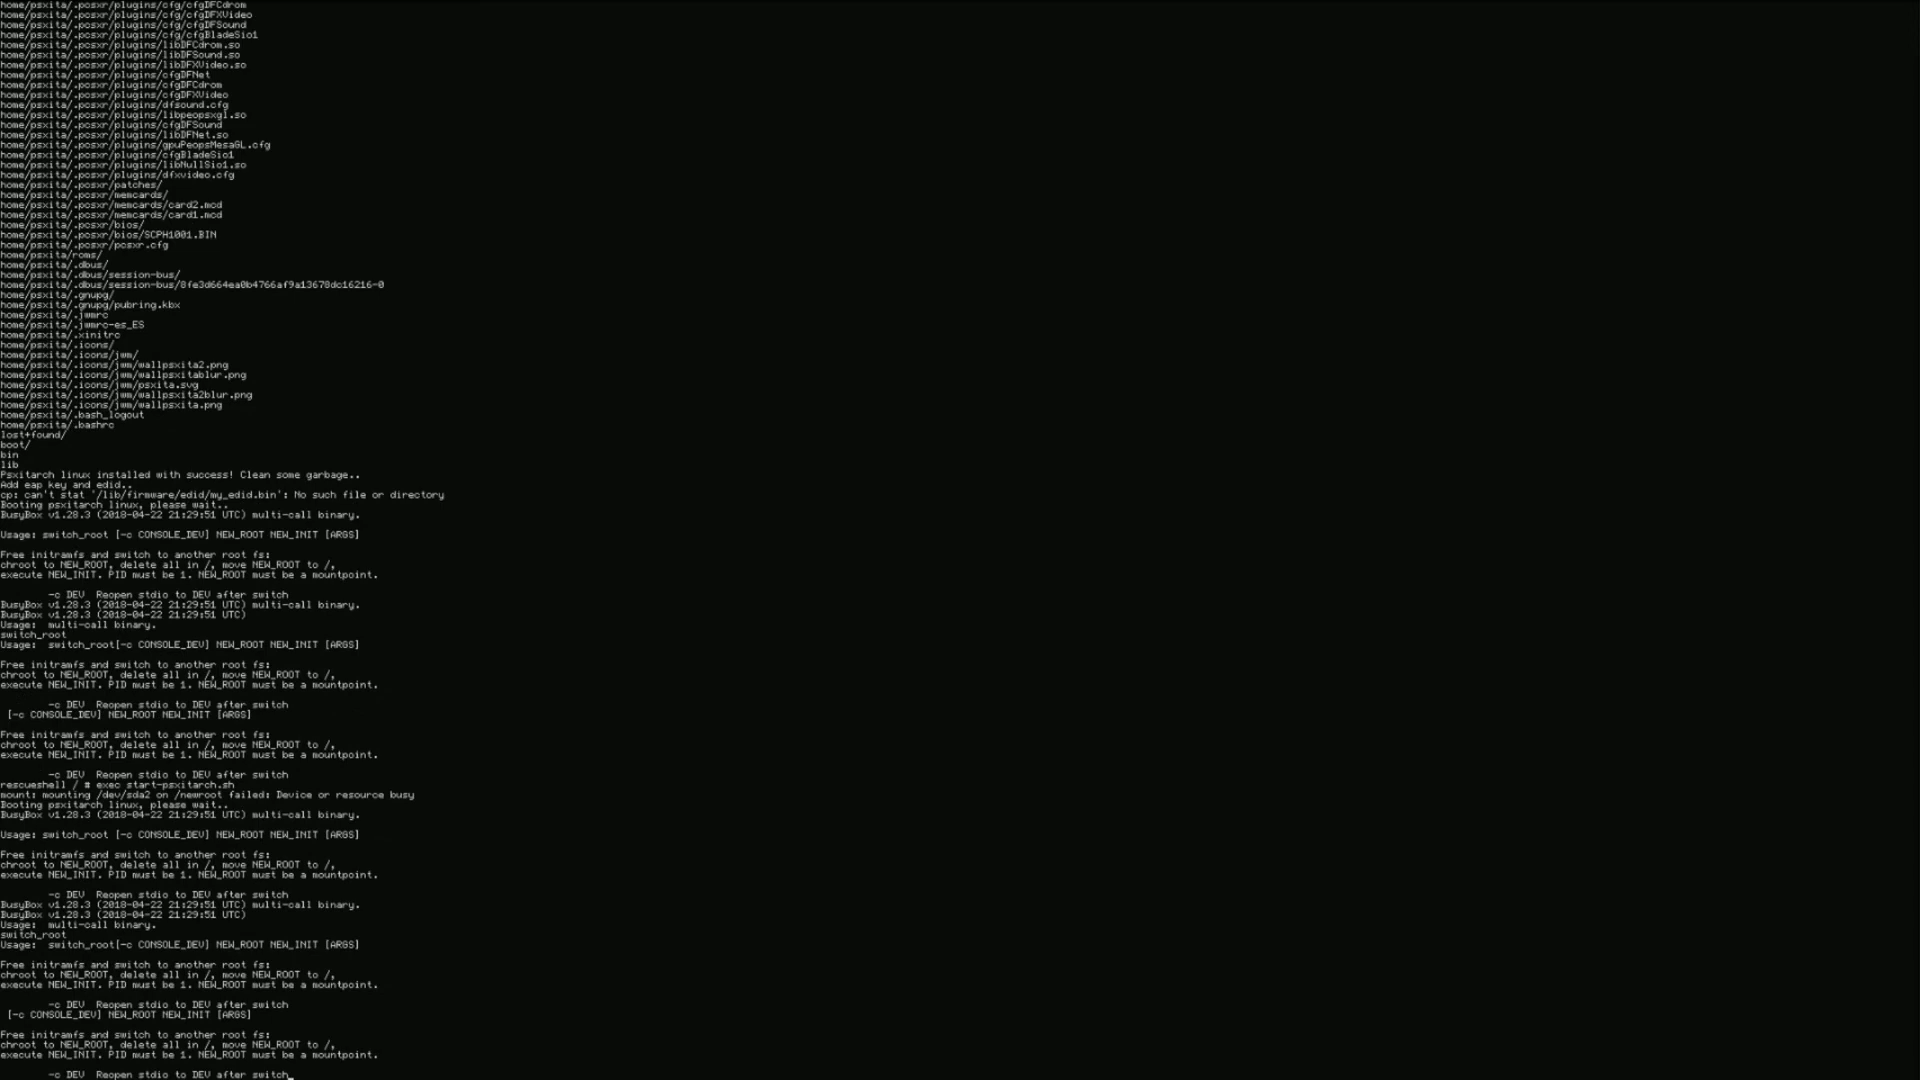 home/psxita/.pcsxr/plugins/cfg/cfgDFCdrom
home/psxita/.pcsxr/plugins/cfg/cfgDFXVideo
home/psxita/.pcsxr/plugins/cfg/cfgDFSound
home/psxita/.pcsxr/plugins/cfg/cfgBladeSio1
home/psxita/.pcsxr/plugins/libDFCdrom.so
home/psxita/.pcsxr/plugins/libDFSound.so
home/psxita/.pcsxr/plugins/libDFXVideo.so
home/psxita/.pcsxr/plugins/cfgDFNet
home/psxita/.pcsxr/plugins/cfgDFCdrom
home/psxita/.pcsxr/plugins/cfgDFXVideo
home/psxita/.pcsxr/plugins/dfsound.cfg
home/psxita/.pcsxr/plugins/libpeopsxgl.so
home/psxita/.pcsxr/plugins/cfgDFSound
home/psxita/.pcsxr/plugins/libDFNet.so
home/psxita/.pcsxr/plugins/gpuPeopsMesaGL.cfg
home/psxita/.pcsxr/plugins/cfgBladeSio1
home/psxita/.pcsxr/plugins/libNullSio1.so
home/psxita/.pcsxr/plugins/dfxvideo.cfg
home/psxita/.pcsxr/patches/
home/psxita/.pcsxr/memcards/
home/psxita/.pcsxr/memcards/card2.mcd
home/psxita/.pcsxr/memcards/card1.mcd
home/psxita/.pcsxr/bios/
home/psxita/.pcsxr/bios/SCPH1001.BIN
home/psxita/.pcsxr/pcsxr.cfg
home/psxita/roms/
home/psxita/.dbus/
home/psxita/.dbus/session-bus/
home/psxita/.dbus/session-bus/8fe3d664ea0b4766af9a13678dc16216-0
home/psxita/.gnupg/
home/psxita/.gnupg/pubring.kbx
home/psxita/.jwmrc
home/psxita/.jwmrc-es_ES
home/psxita/.xinitrc
home/psxita/.icons/
home/psxita/.icons/jwm/
home/psxita/.icons/jwm/wallpsxita2.png
home/psxita/.icons/jwm/wallpsxitablur.png
home/psxita/.icons/jwm/psxita.svg
home/psxita/.icons/jwm/wallpsxita2blur.png
home/psxita/.icons/jwm/wallpsxita.png
home/psxita/.bash_logout
home/psxita/.bashrc
lost+found/
boot/
bin
lib
Psxitarch linux installed with success! Clean some garbage..
Add eap key and edid..
cp: can't stat '/lib/firmware/edid/my_edid.bin': No such file or directory
Booting psxitarch linux, please wait..
BusyBox v1.28.3 (2018-04-22 21:29:51 UTC) multi-call binary.
Usage: switch_root [-c CONSOLE_DEV] NEW_ROOT NEW_INIT [ARGS]
Free initramfs and switch to another root fs:
chroot to NEW_ROOT, delete all in /, move NEW_ROOT to /,
execute NEW_INIT. PID must be 1. NEW_ROOT must be a mountpoint.
-c DEV  Reopen stdio to DEV after switch
BusyBox v1.28.3 (2018-04-22 21:29:51 UTC) multi-call binary.
BusyBox v1.28.3 (2018-04-22 21:29:51 UTC)
Usage:  multi-call binary.
switch_root
Usage:  switch_root[-c CONSOLE_DEV] NEW_ROOT NEW_INIT [ARGS]
Free initramfs and switch to another root fs:
chroot to NEW_ROOT, delete all in /, move NEW_ROOT to /,
execute NEW_INIT. PID must be 1. NEW_ROOT must be a mountpoint.
-c DEV  Reopen stdio to DEV after switch
[-c CONSOLE_DEV] NEW_ROOT NEW_INIT [ARGS]
Free initramfs and switch to another root fs:
chroot to NEW_ROOT, delete all in /, move NEW_ROOT to /,
execute NEW_INIT. PID must be 1. NEW_ROOT must be a mountpoint.
-c DEV  Reopen stdio to DEV after switch
rescueshell / # exec start-psxitarch.sh
mount: mounting /dev/sda2 on /newroot failed: Device or resource busy
Booting psxitarch linux, please wait..
BusyBox v1.28.3 (2018-04-22 21:29:51 UTC) multi-call binary.
Usage: switch_root [-c CONSOLE_DEV] NEW_ROOT NEW_INIT [ARGS]
Free initramfs and switch to another root fs:
chroot to NEW_ROOT, delete all in /, move NEW_ROOT to /,
execute NEW_INIT. PID must be 1. NEW_ROOT must be a mountpoint.
-c DEV  Reopen stdio to DEV after switch
BusyBox v1.28.3 (2018-04-22 21:29:51 UTC) multi-call binary.
BusyBox v1.28.3 (2018-04-22 21:29:51 UTC)
Usage:  multi-call binary.
switch_root
Usage:  switch_root[-c CONSOLE_DEV] NEW_ROOT NEW_INIT [ARGS]
Free initramfs and switch to another root fs:
chroot to NEW_ROOT, delete all in /, move NEW_ROOT to /,
execute NEW_INIT. PID must be 1. NEW_ROOT must be a mountpoint.
-c DEV  Reopen stdio to DEV after switch
[-c CONSOLE_DEV] NEW_ROOT NEW_INIT [ARGS]
Free initramfs and switch to another root fs:
chroot to NEW_ROOT, delete all in /, move NEW_ROOT to /,
execute NEW_INIT. PID must be 1. NEW_ROOT must be a mountpoint.
-c DEV  Reopen stdio to DEV after switch_